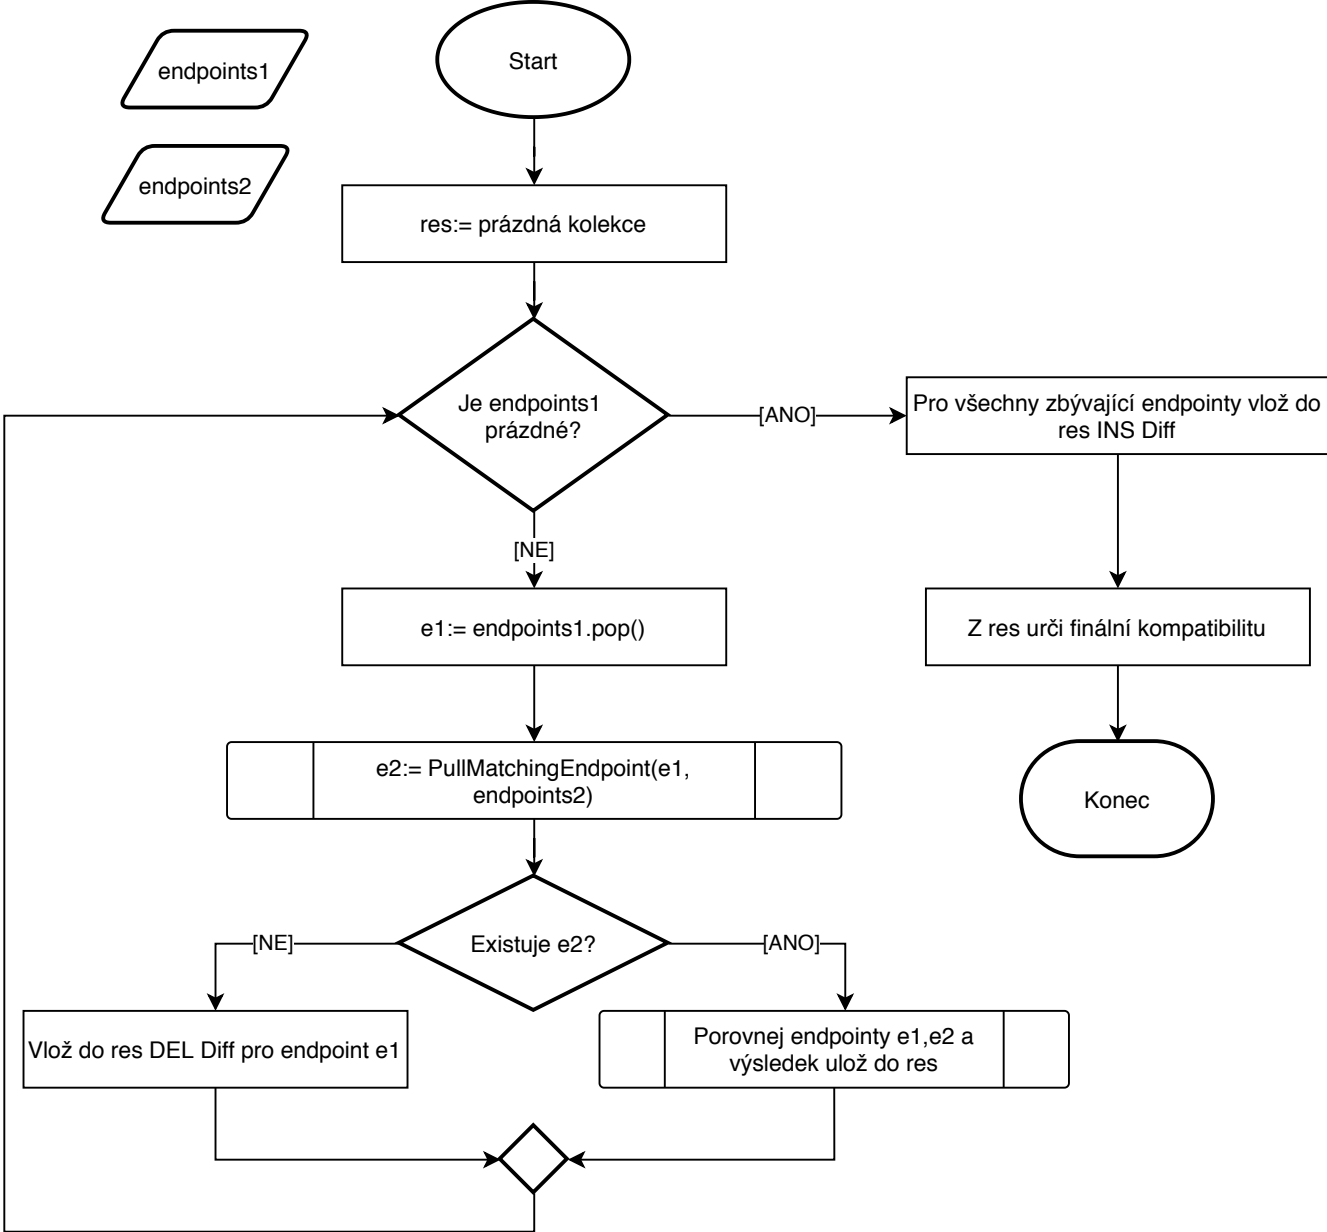 endpoints1
Start
endpoints2
res:= prázdná kolekce
Je endpoints1
prázdné?
[ANO]
Pro všechny zbývající endpointy vlož do
res INS Diff
[NE]
e1:= endpoints1.pop()
Z res urči finální kompatibilitu
e2:= PullMatchingEndpoint(e1,
endpoints2)
Konec
Existuje e2?
[NE]
[ANO]
Vlož do res DEL Diff pro endpoint e1
Porovnej endpointy e1,e2 a
výsledek ulož do res